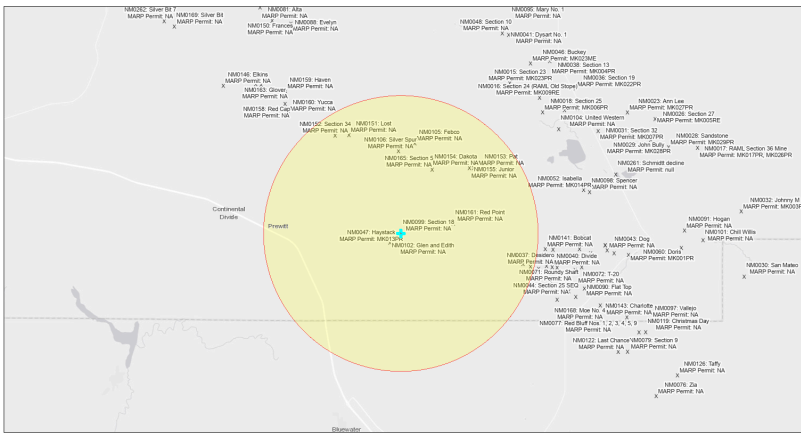 NM0262: Silver Bit 7
MARP Permit: NA
NM0169: Silver Bit
MARP Permit: NA
NM0081: Alta
MARP Permit: NA
NM0150: Frances
MARP Permit: NA
NM0088: Evelyn
MARP Permit: NA
NM0095: Mary No. 1
MARP Permit: NA
NM0048: Section 10
MARP Permit: NA
NM0041: Dysart No. 1
MARP Permit: NA
NM0046: Buckey
MARP Permit: MK023ME
NM0038: Section 13
MARP Permit: MK004PR
NM0015: Section 23
MARP Permit: MK023PR
NM0036: Section 19
MARP Permit: MK022PR
NM0016: Section 24 (RAML Old Stope)
MARP Permit: MK009RE
NM0146: Elkins
MARP Permit: NA
NM0159: Haven
MARP Permit: NA
NM0163: Glover
MARP Permit: NA
NM0160: Yucca
MARP Permit: NA
NM0158: Red Cap
MARP Permit: NA
NM0018: Section 25
MARP Permit: MK006PR
NM0023: Ann Lee
MARP Permit: MK027PR
NM0026: Section 27
MARP Permit: MK005RE
NM0104: United Western
MARP Permit: NA
NM0152: Section 34
MARP Permit: NA
NM0151: Lost
MARP Permit: NA
NM0105: Febco
MARP Permit: NA
NM0106: Silver Spur
MARP Permit: NA
NM0031: Section 32
MARP Permit: MK007PR
NM0028: Sandstone
MARP Permit: MK029PR
NM0029: John Bully
MARP Permit: MK028PR
NM0017: RAML Section 36 Mine
MARP Permit: MK017PR, MK026PR
NM0165: Section 5
MARP Permit: NA
NM0154: Dakota
MARP Permit: NA
NM0153: Pat
MARP Permit: NA
NM0155: Junior
MARP Permit: NA
NM0261: Schmidtt decline
MARP Permit: null
NM0052: Isabella
MARP Permit: MK014PR
NM0098: Spencer
MARP Permit: NA
NM0032: Johnny M
MARP Permit: MK003P
Continental
Divide
Prewitt
NM0161: Red Point
MARP Permit: NA
NM0099: Section 18
MARP Permit: NA
NM0047: Haystack
MARP Permit: MK013PR
NM0102: Glen and Edith
MARP Permit: NA
NM0091: Hogan
MARP Permit: NA
NM0101: Chill Wills
MARP Permit: NA
NM0141: Bobcat
MARP Permit: NA
NM0043: Dog
MARP Permit: NA
NM0060: Doris
MARP Permit: MK001PR
NM0037: Desidero
MARP Permit: NA
NM0040: Divide
MARP Permit: NA
NM0030: San Mateo
MARP Permit: NA
NM0071: Roundy Shaft
MARP Permit: NA
NM0072: T-20
MARP Permit: NA
NM0044: Section 25 SEQ
MARP Permit: NA
NM0090: Flat Top
MARP Permit: NA
NM0143: Charlotte
MARP Permit: NA
NM0168: Moe No. 4
MARP Permit: NA
NM0097: Vallejo
MARP Permit: NA
NM0077: Red Bluff Nos. 1, 2, 3, 4, 5, 9
MARP Permit: NA
NM0119: Christmas Day
MARP Permit: NA
NM0122: Last Chance
MARP Permit: NA
NM0079: Section 9
MARP Permit: NA
NM0126: Taffy
MARP Permit: NA
NM0076: Zia
MARP Permit: NA
Bluewater